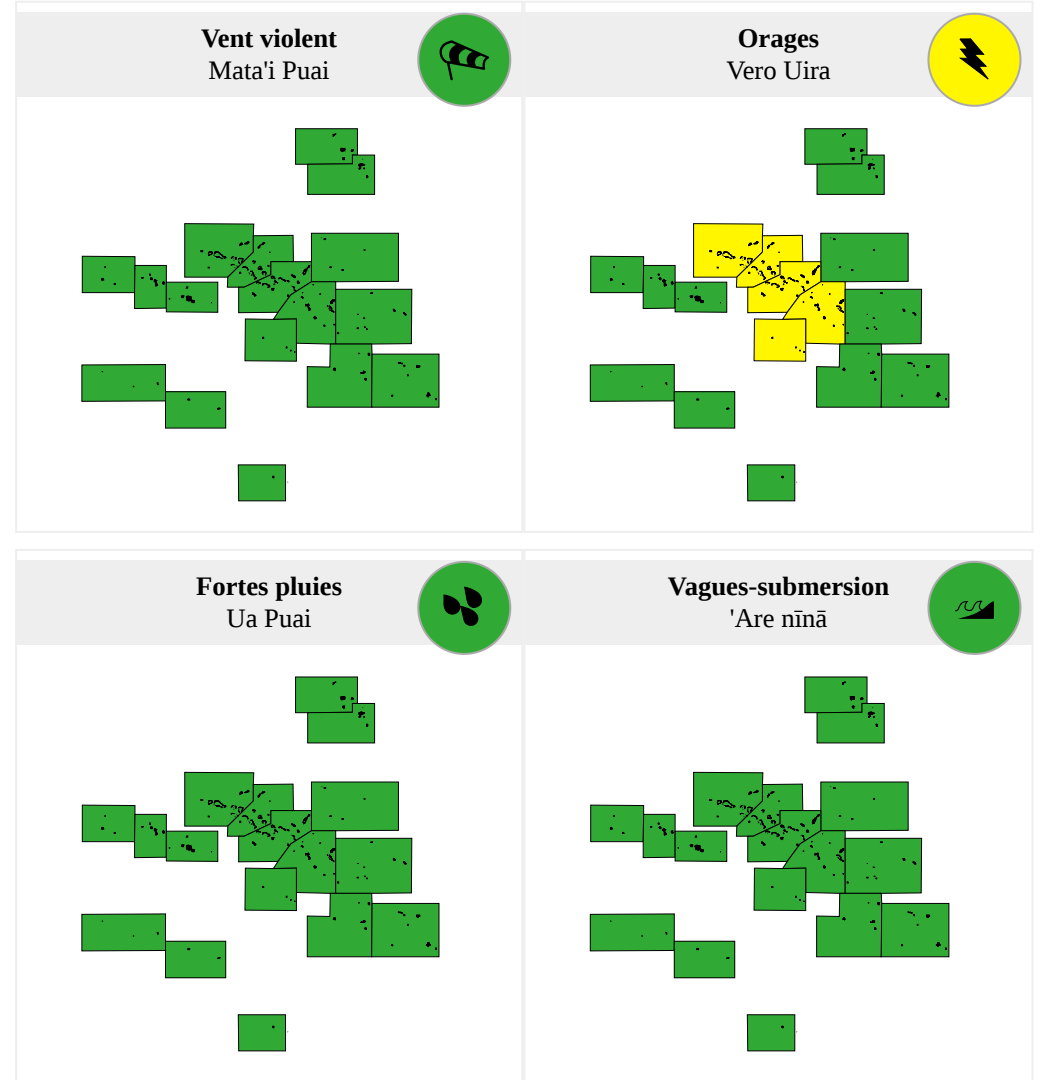 Vent violent
Mata'i Puai
Orages
Vero Uira
Fortes pluies
Ua Puai
Vagues-submersion
'Are nīnā